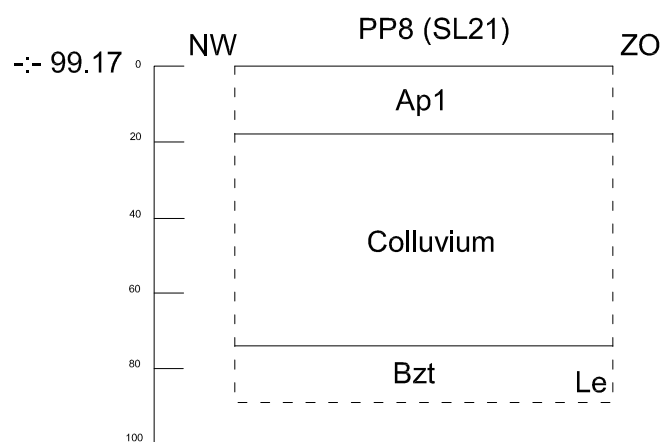 PP8 (SL21)
NW ZO
-:- 99.17 0
Ap1
20
40
Colluvium
60
80
Bzt
Le
100